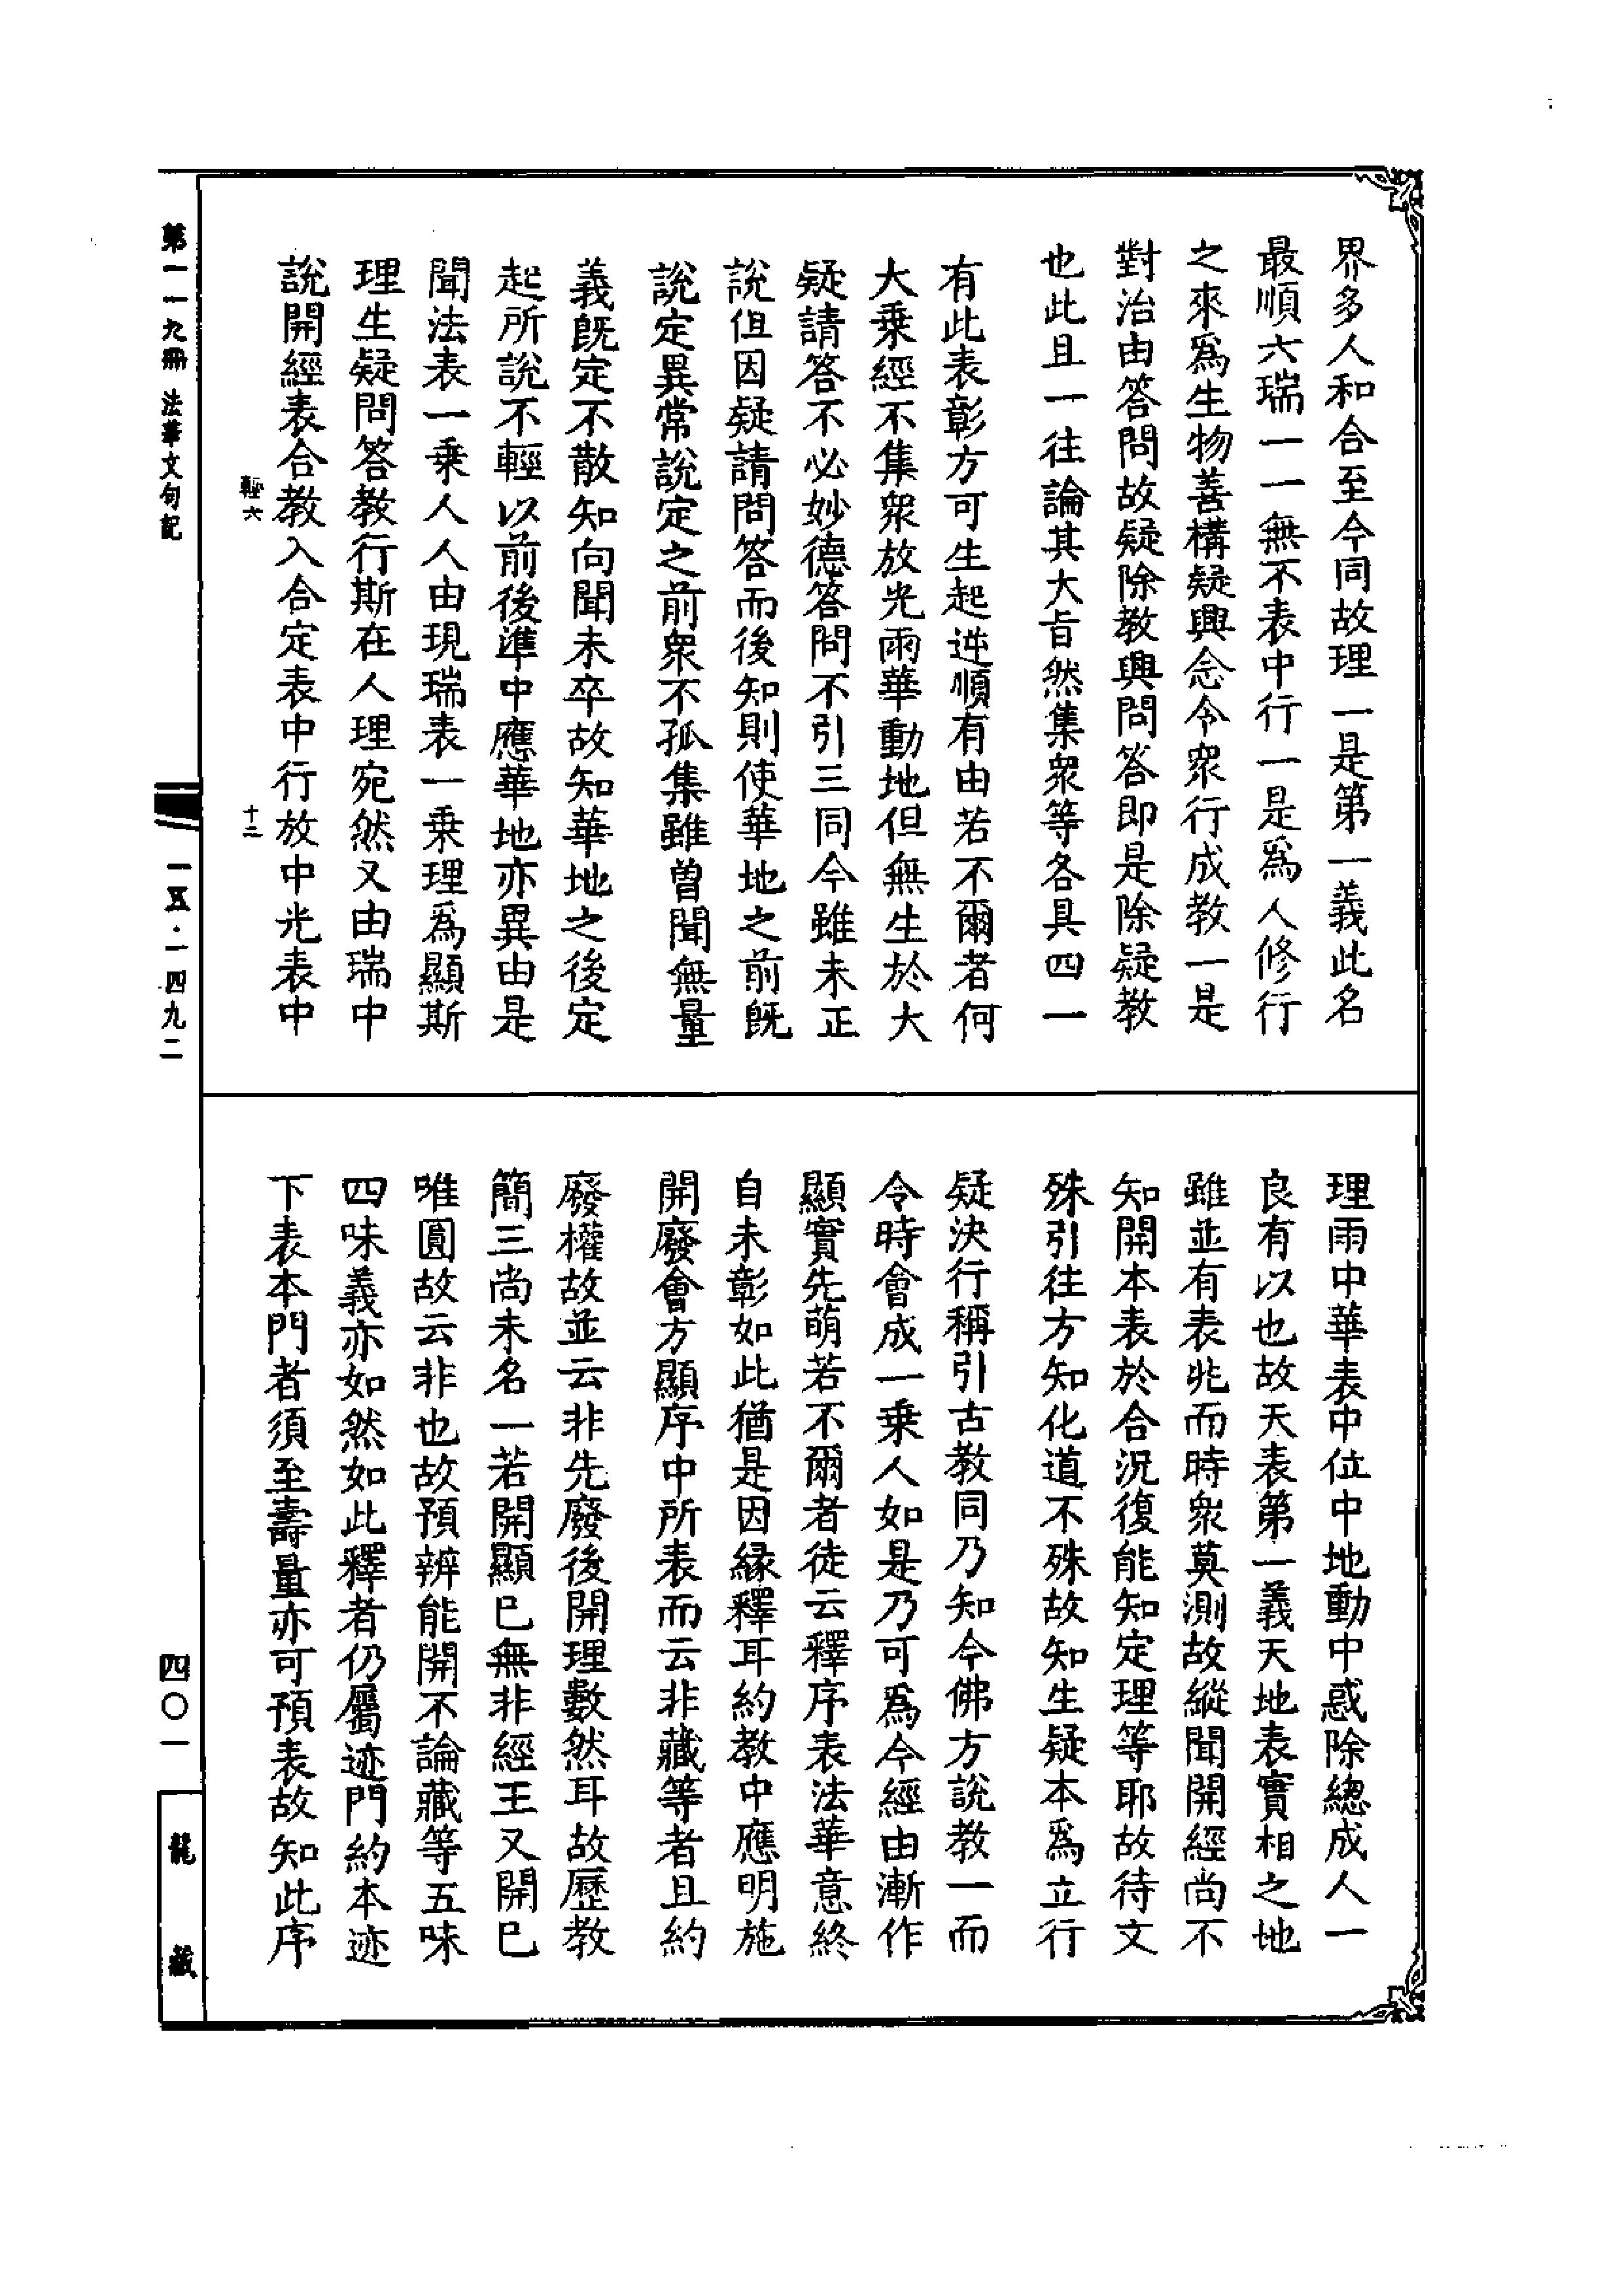 界多人和合至今同故理一是第一義此名
最順六瑞一一無不表中行一是爲人修行
之來爲生物善構疑興念令衆行成教一是
對治由答問故疑除教興問答即是除疑教
也此且一往論其大旨然集衆等各具四一
有此表彰方可生起逆順有由若不爾者何
大乗經不集衆放光雨華動地但無生於大
疑請答不必妙德答問不引三同今雖未正
說但因疑請問答而後知則使華地之前既
說定異常說定之前衆不孤集雖曽聞無量
義既定不散知向聞未卒故知華地之後定
起所說不輕以前後準中應華地亦異由是
聞法表一乗人人由現瑞表一乗理爲顯斯
理生疑問答教行斯在人理宛然又由瑞中
說開經表合教入合定表中行放中光表中
輕六
十二
理雨中華表中位中地動中惑除總成人一
良有以也故天表第一義天地表實相之地
雖並有表兆而時衆莫測故縱聞開經尚不
知開本表於合況復能知定理等耶故待文
殊引往方知化道不殊故知生疑本爲立行
疑決行稱引古教同乃知今佛方說教一而
令時會成一乗人如是乃可爲今經由漸作
顯實先萌若不爾者徒云釋序表法華意終
自未彰如此猶是因緣釋耳約教中應明施
開廢會方顯序中所表而云非藏等者且約
廢權故並云非先廢後開理數然耳故歷教
簡三尚未名一若開顯已無非經王又開已
唯圓故云非也故預辨能開不論藏等五味
四味義亦如然如此釋者仍屬迹門約本迹
下表本門者須至壽量亦可預表故知此序
第一一九冊 法華文句記
一五·一四九二
四〇一
龍藏